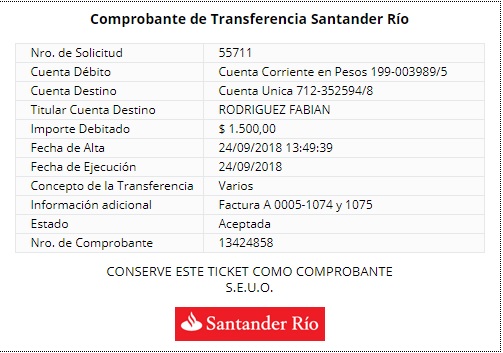 Comprobante de Transferencia Santander Río
Nro. de Solicitud 55711
Cuenta Débito Cuenta Corriente en Pesos 199-003989/5
Cuenta Destino Cuenta Unica 712-352594/8
Titular Cuenta Destino RODRIGUEZ FABIAN
Importe Debitado $ 1.500,00
Fecha de Alta 24/09/2018 13:49:39
Fecha de Ejecución 24/09/2018
Concepto de la Transferencia Varios
Información adicional Factura A 0005-1074 y 1075
Estado Aceptada
Nro. de Comprobante 13424858
CONSERVE ESTE TICKET COMO COMPROBANTE
S.E.U.O.
Santander Río